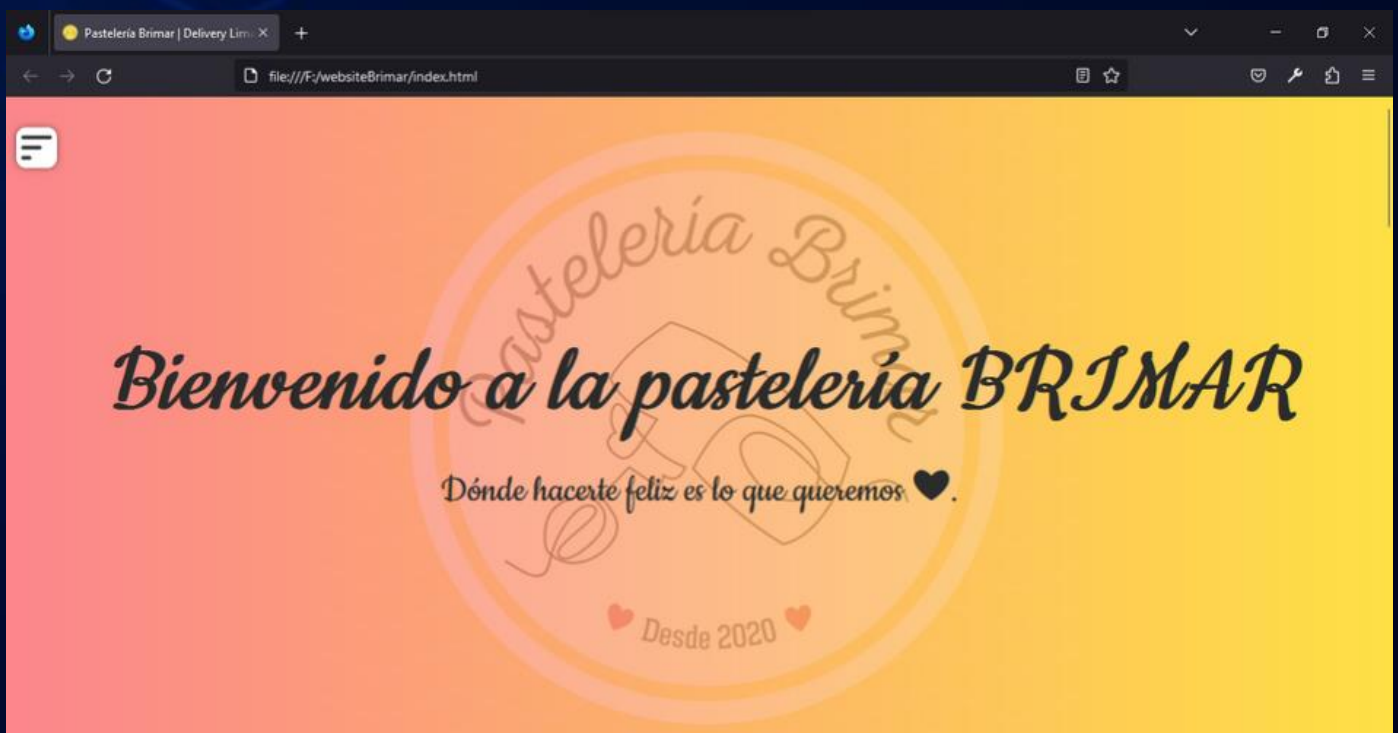 Pastelería Brimar | Delivery Lim
file:///F:/websiteBrimar/index.html
Pastelería Brimar
Bienvenido a la pastelería BRIMAR
Dónde hacerte feliz es lo que queremos 🖤.
Desde 2020